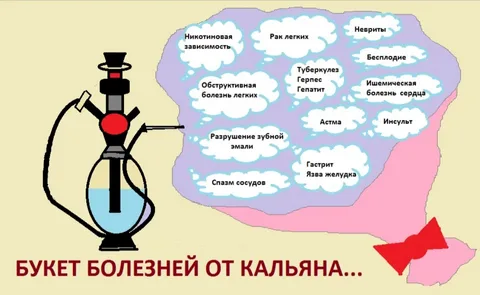 Никотиновая
зависимость
Рак легких
Невриты
Бесплодие
Обструктивная
болезнь легких
Туберкулез
Герпес
Гепатит
Ишемическая
болезнь сердца
Астма
Инсульт
Разрушение зубной
эмали
Гастрит
Язва желудка
Спазм сосудов
БУКЕТ БОЛЕЗНЕЙ ОТ КАЛЬЯНА...